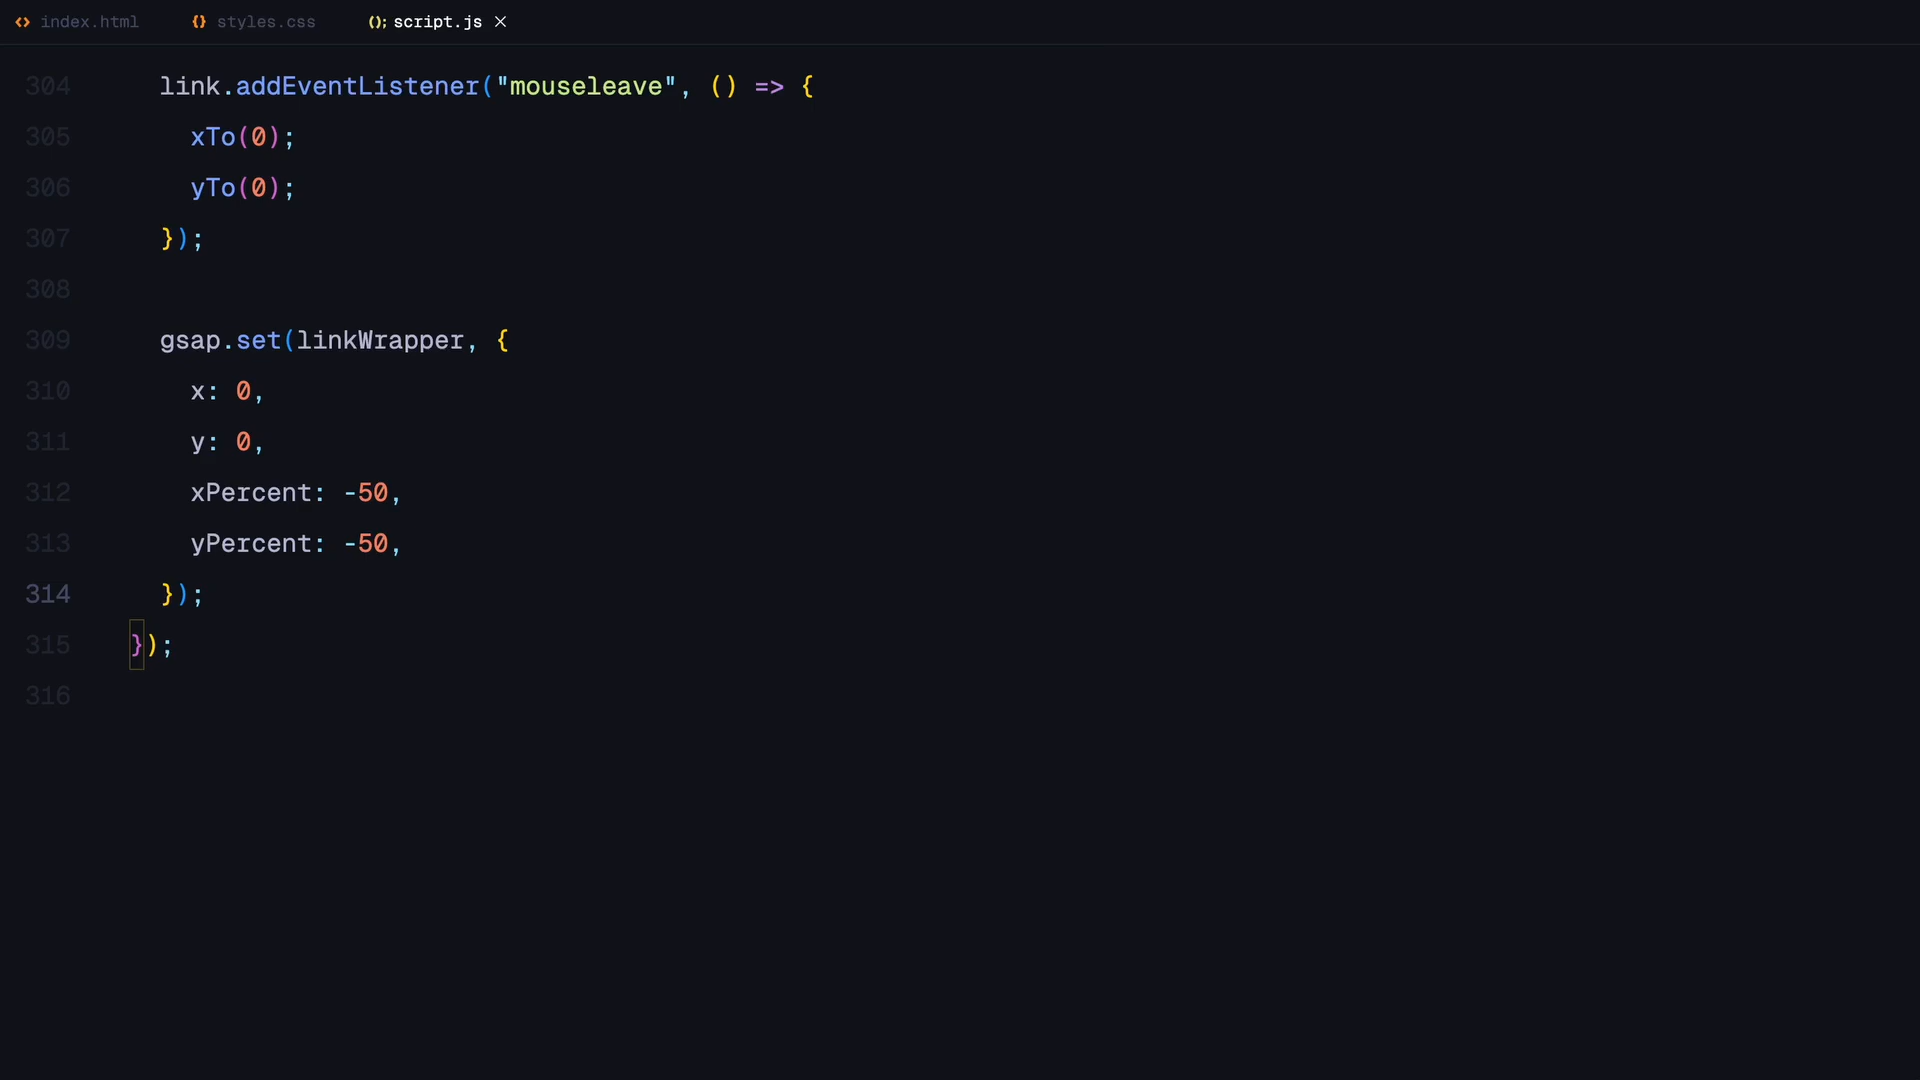 index.html styles.css script.js
304 link.addEventListener("mouseleave", () => {
305 xTo(0);
306 yTo(0);
307 });
308
309 gsap.set(linkWrapper, {
310 x: 0,
311 y: 0,
312 xPercent: -50,
313 yPercent: -50,
314 });
315 });
316